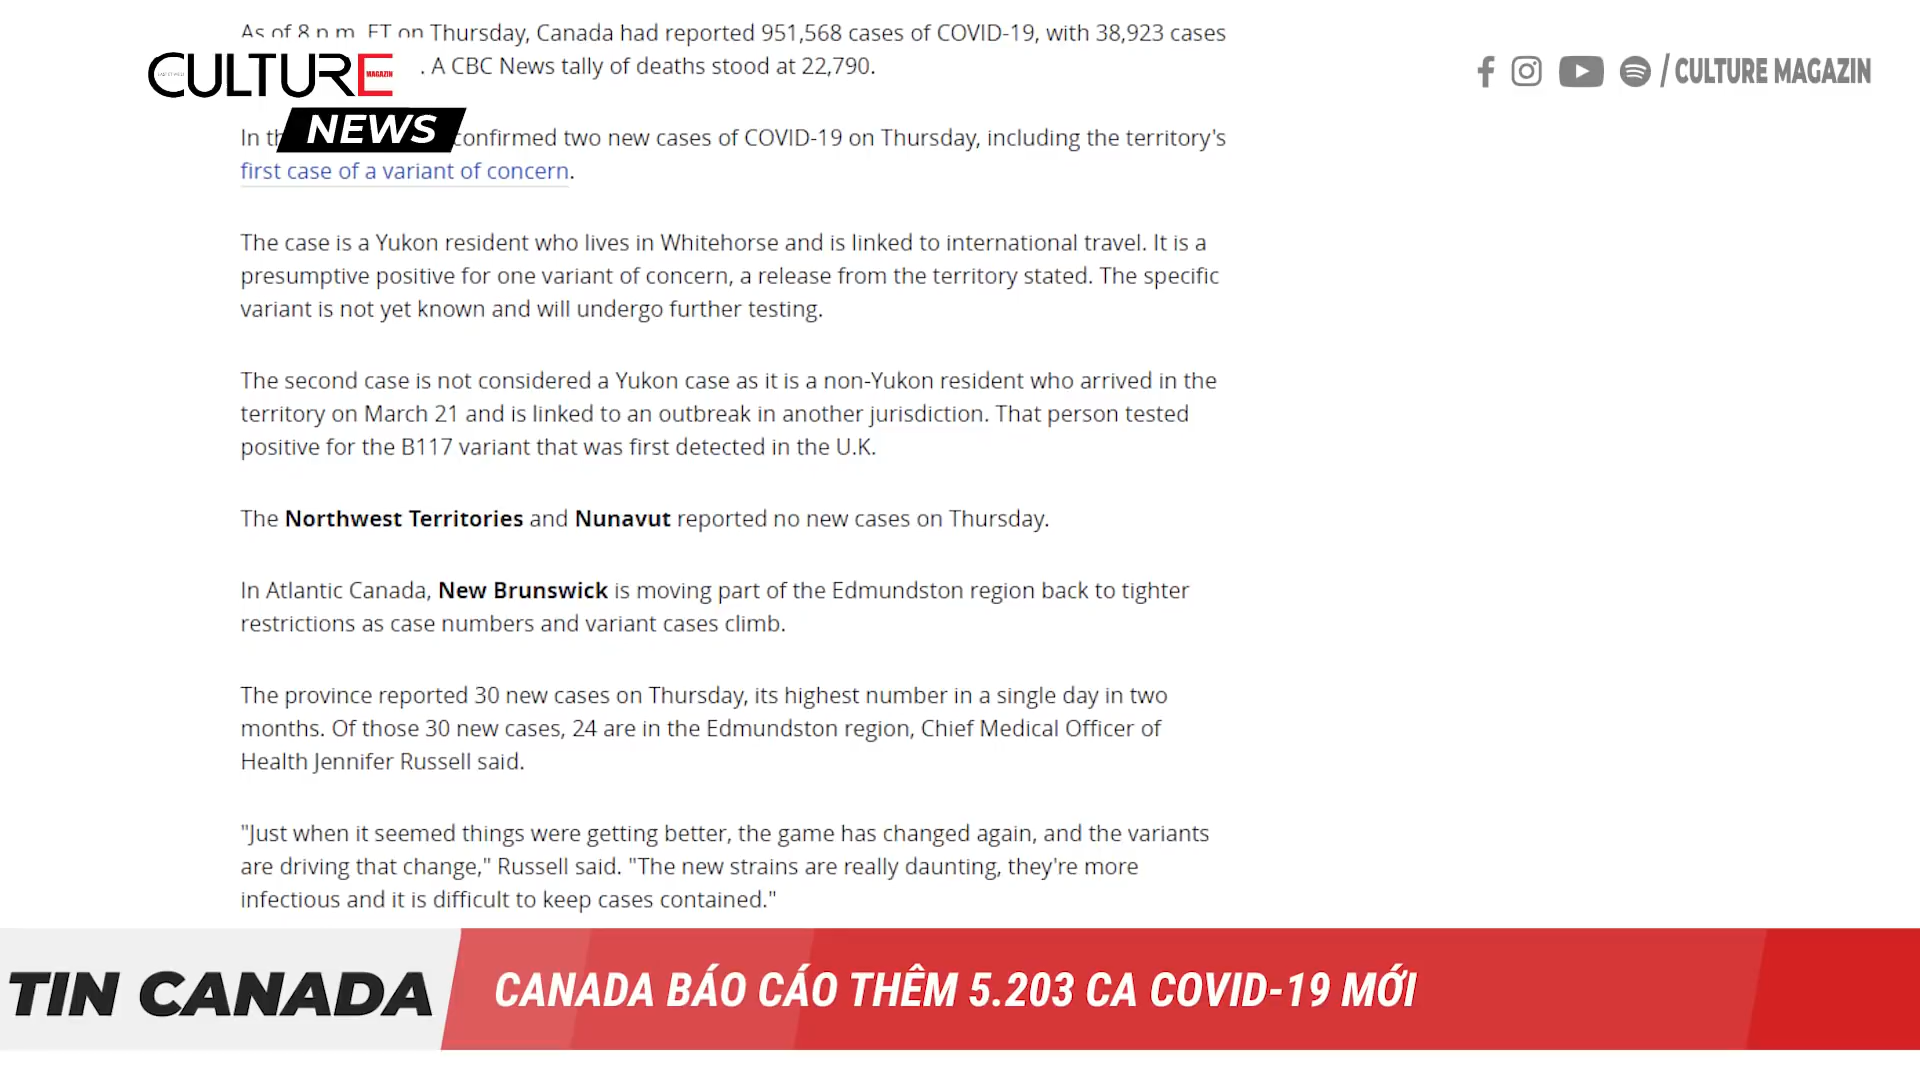 As of 8 p.m. ET on Thursday, Canada had reported 951,568 cases of COVID-19, with 38,923 cases
. A CBC News tally of deaths stood at 22,790.
CULTURE
MAGAZIN
NEWS
/ CULTURE MAGAZIN
In confirmed two new cases of COVID-19 on Thursday, including the territory's
first case of a variant of concern.
The case is a Yukon resident who lives in Whitehorse and is linked to international travel. It is a
presumptive positive for one variant of concern, a release from the territory stated. The specific
variant is not yet known and will undergo further testing.
The second case is not considered a Yukon case as it is a non-Yukon resident who arrived in the
territory on March 21 and is linked to an outbreak in another jurisdiction. That person tested
positive for the B117 variant that was first detected in the U.K.
The Northwest Territories and Nunavut reported no new cases on Thursday.
In Atlantic Canada, New Brunswick is moving part of the Edmundston region back to tighter
restrictions as case numbers and variant cases climb.
The province reported 30 new cases on Thursday, its highest number in a single day in two
months. Of those 30 new cases, 24 are in the Edmundston region, Chief Medical Officer of
Health Jennifer Russell said.
"Just when it seemed things were getting better, the game has changed again, and the variants
are driving that change," Russell said. "The new strains are really daunting, they're more
infectious and it is difficult to keep cases contained."
TIN CANADA
CANADA BÁO CÁO THÊM 5.203 CA COVID-19 MỚI